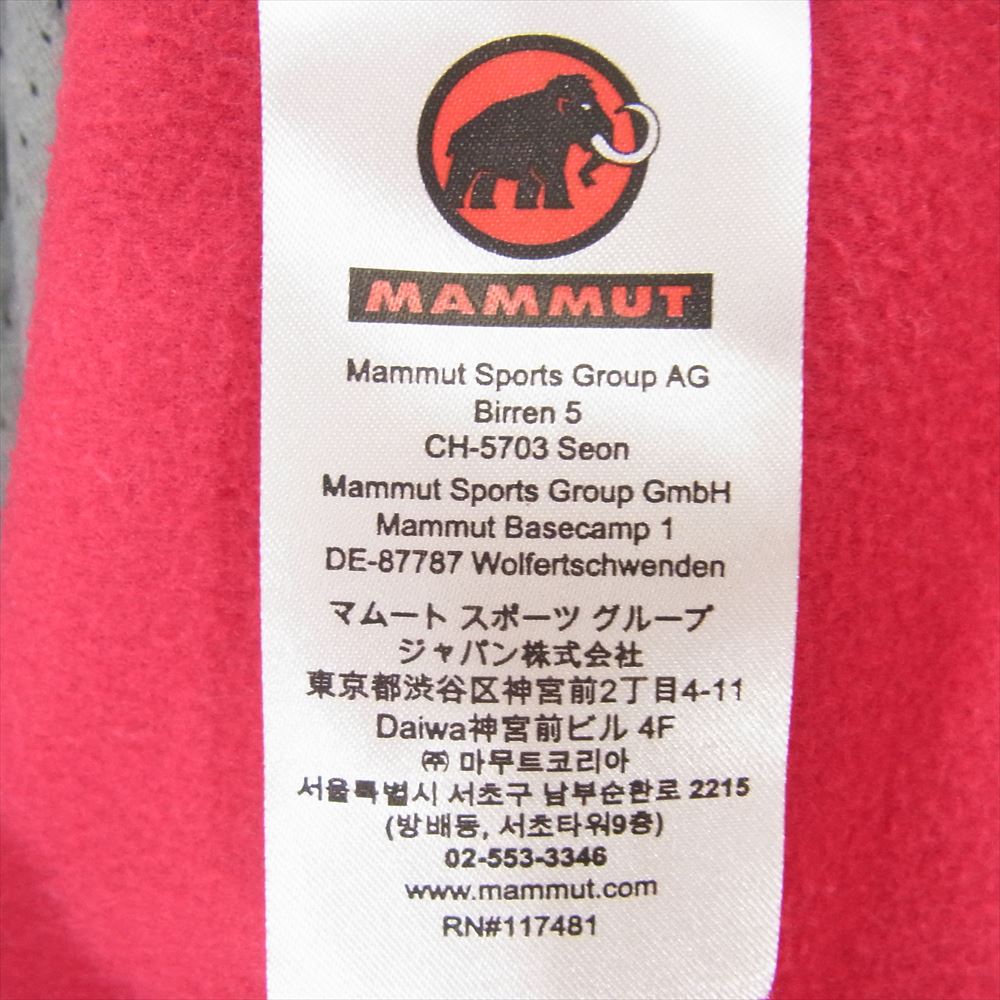 MAMMUT
Mammut Sports Group AG
Birren 5
CH-5703 Seon
Mammut Sports Group GmbH
Mammut Basecamp 1
DE-87787 Wolfertschwenden
マムート スポーツ グループ
ジャパン株式会社
東京都渋谷区神宮前2丁目4-11
Daiwa神宮前ビル 4F
㈜ 마무트코리아
서울특별시 서초구 남부순환로 2215
(방배동, 서초타워9층)
02-553-3346
www.mammut.com
RN#117481